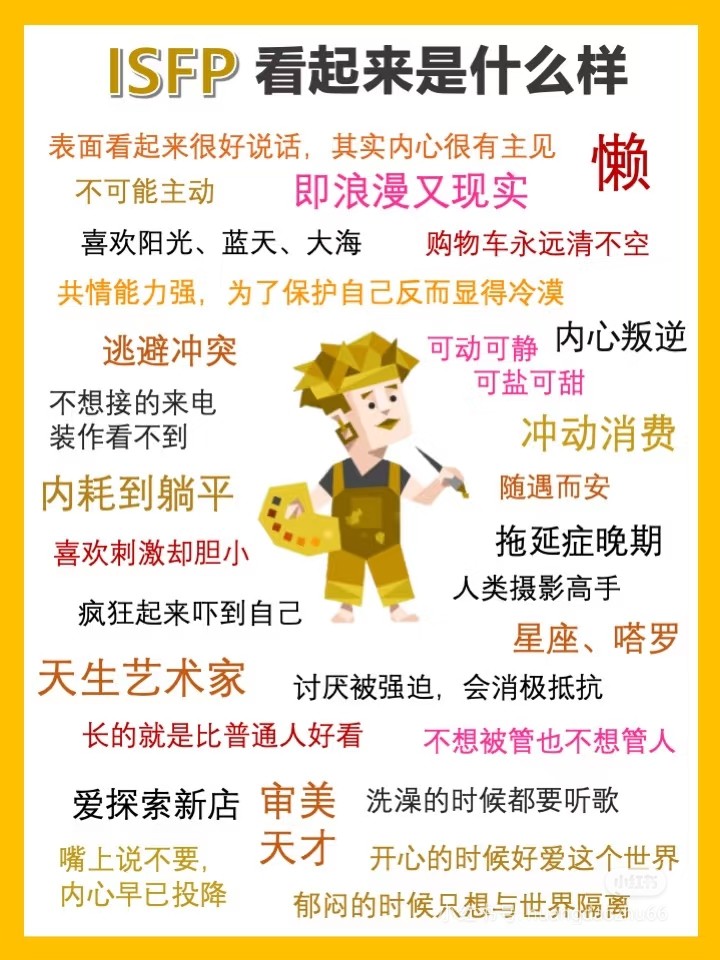 ISFP 看起来是什么样
表面看起来很好说话，其实内心很有主见
懒
不可能主动
即浪漫又现实
喜欢阳光、蓝天、大海
购物车永远清不空
共情能力强，为了保护自己反而显得冷漠
逃避冲突
可动可静
可盐可甜
内心叛逆
不想接的来电
装作看不到
冲动消费
内耗到躺平
随遇而安
喜欢刺激却胆小
拖延症晚期
人类摄影高手
疯狂起来吓到自己
星座、嗒罗
天生艺术家
讨厌被强迫，会消极抵抗
长的就是比普通人好看
不想被管也不想管人
爱探索新店
审美
天才
洗澡的时候都要听歌
嘴上说不要，
内心早已投降
开心的时候好爱这个世界
郁闷的时候只想与世界隔离
小红书